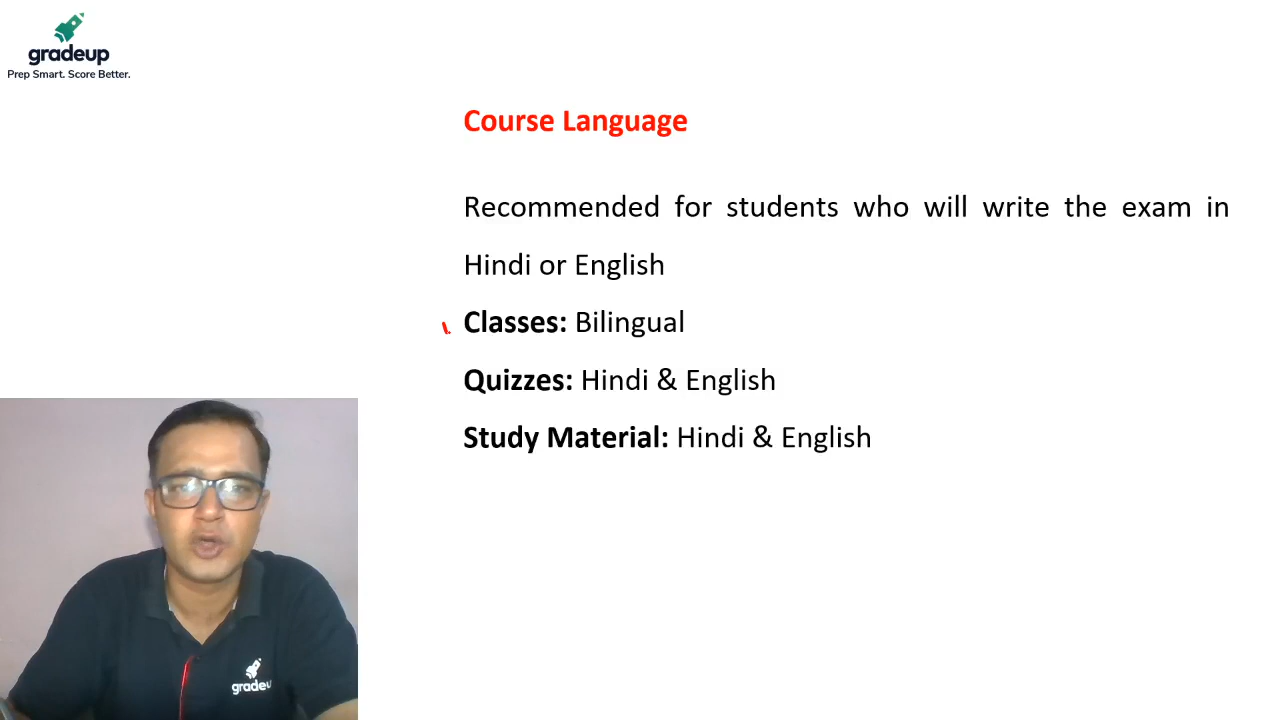 gradeup
Prep Smart. Score Better.
Course Language
Recommended for students who will write the exam in
Hindi or English
Classes: Bilingual
Quizzes: Hindi & English
Study Material: Hindi & English
gradeup